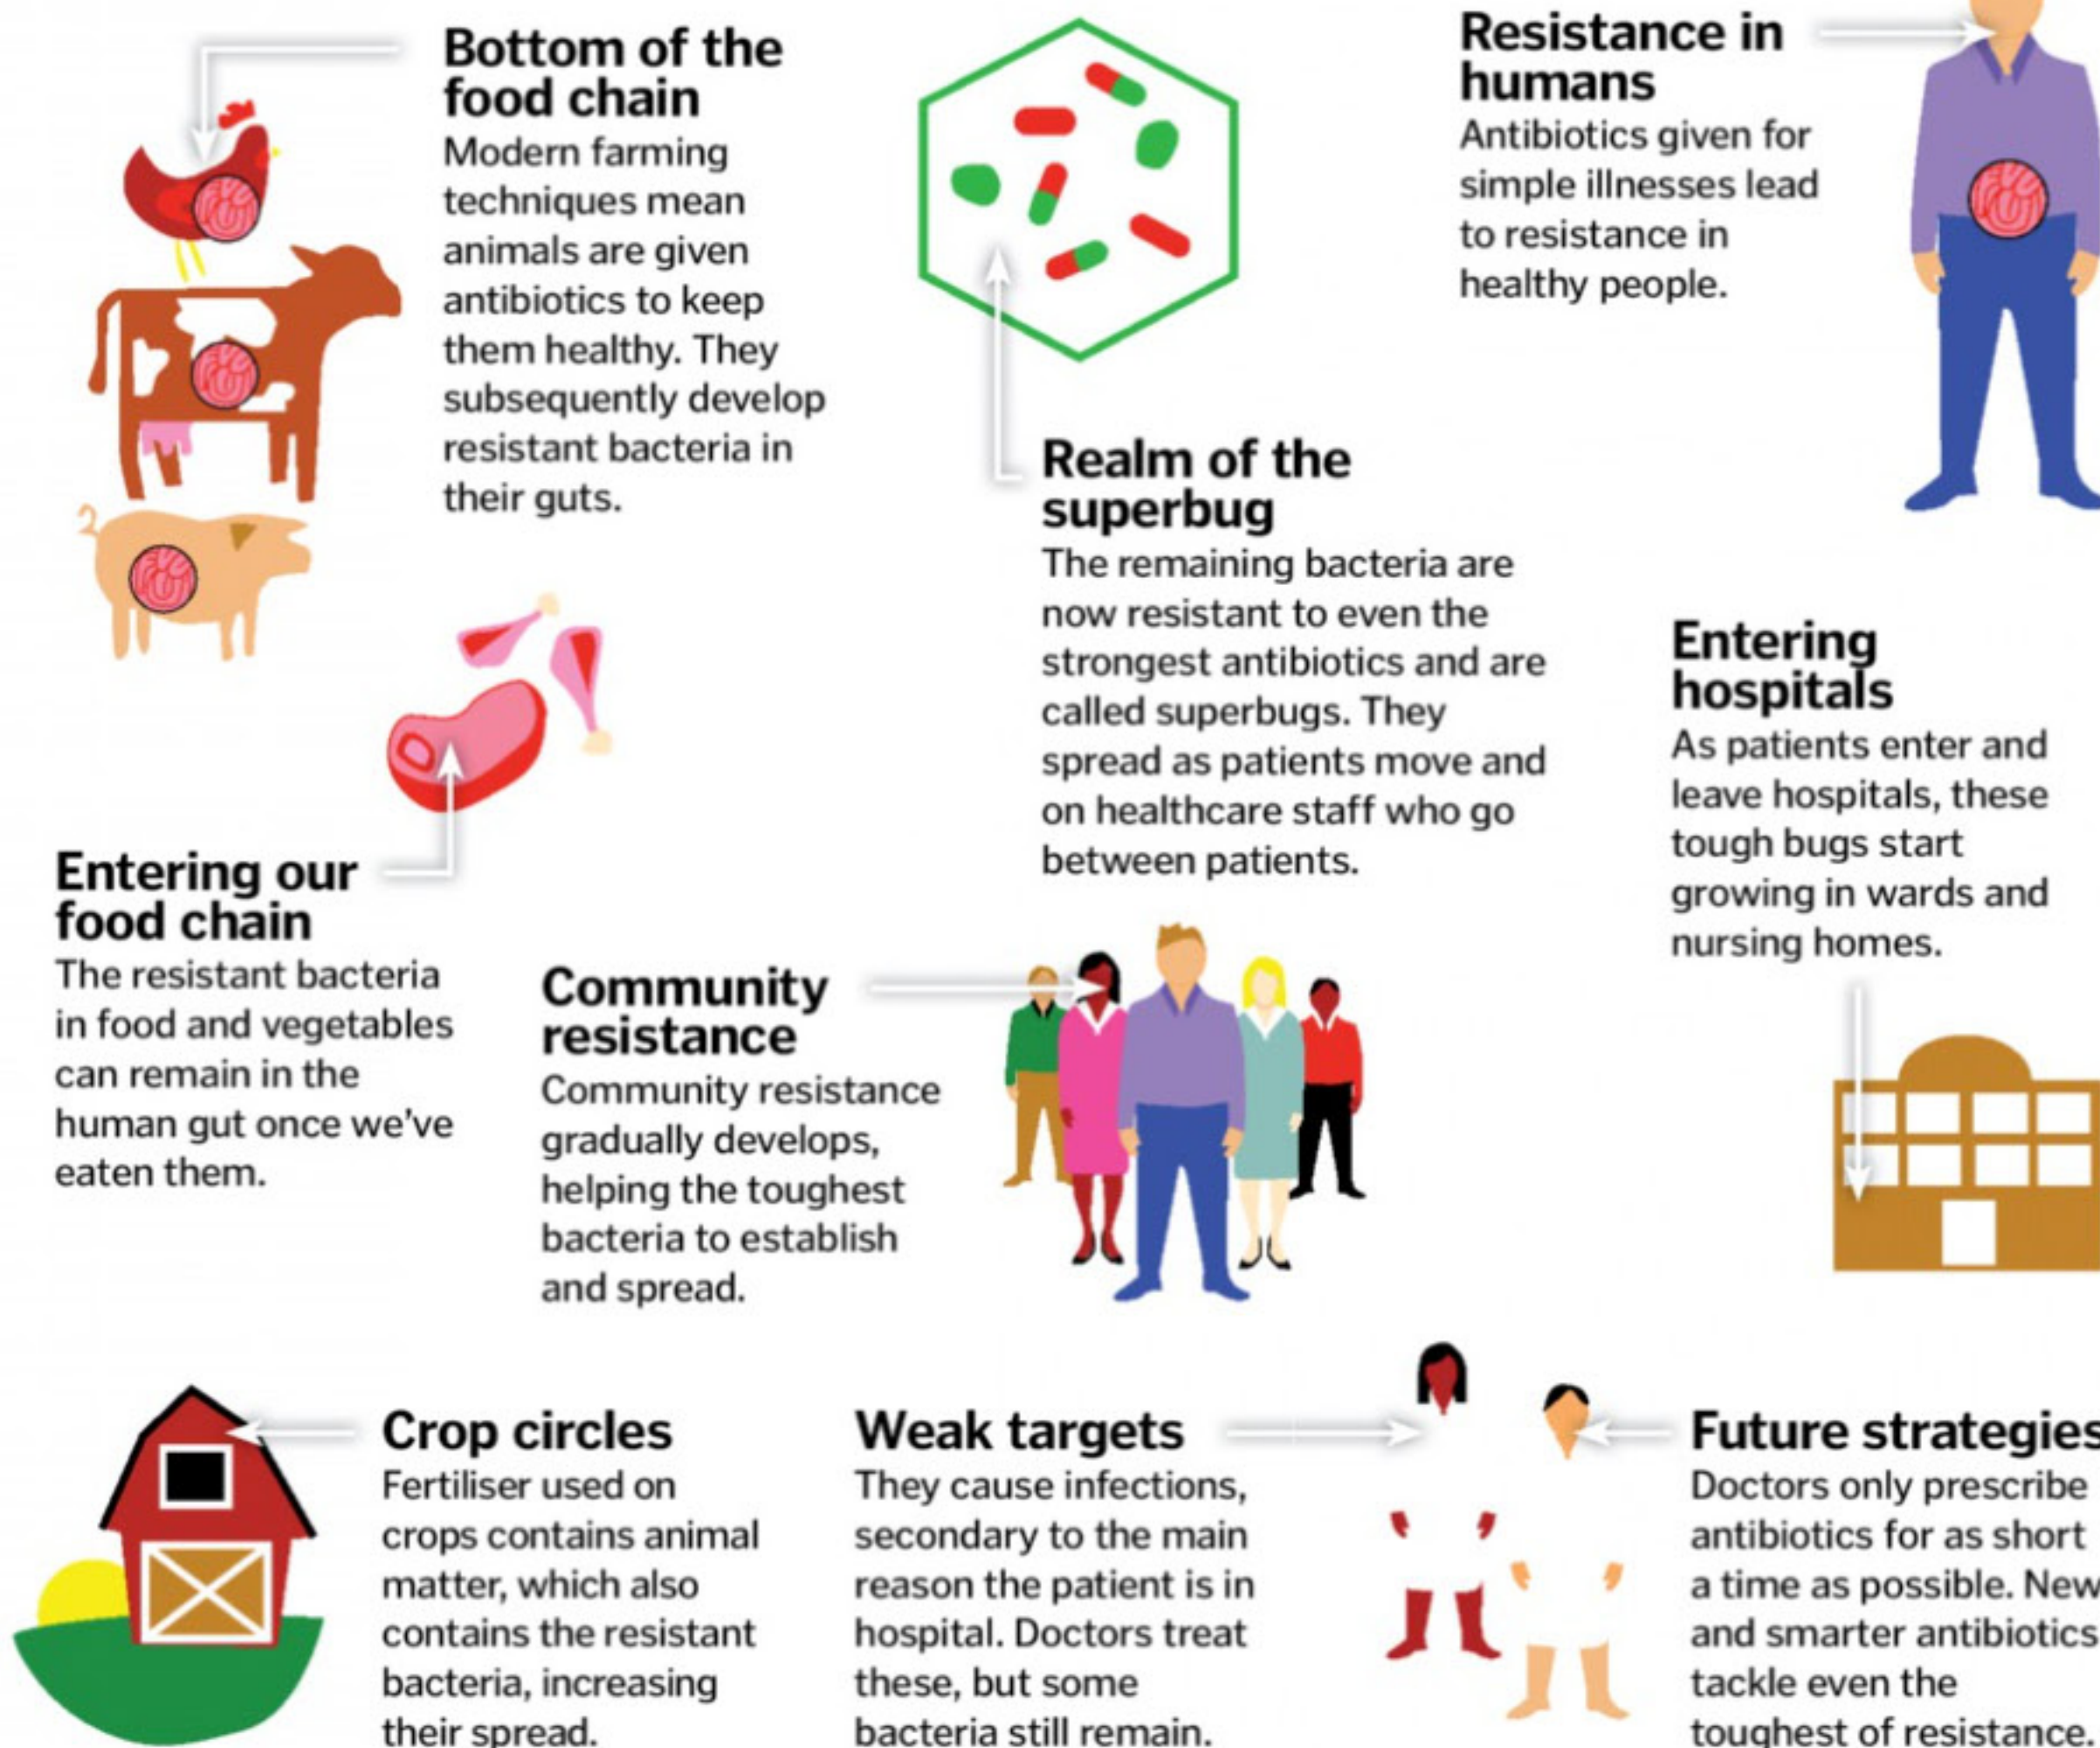 Bottom of the
food chain
Modern farming
techniques mean
animals are given
antibiotics to keep
them healthy. They
subsequently develop
resistant bacteria in
their guts.
Resistance in
humans
Antibiotics given for
simple illnesses lead
to resistance in
healthy people.
Realm of the
superbug
The remaining bacteria are
now resistant to even the
strongest antibiotics and are
called superbugs. They
spread as patients move and
on healthcare staff who go
between patients.
Entering
hospitals
As patients enter and
leave hospitals, these
tough bugs start
growing in wards and
nursing homes.
Entering our
food chain
The resistant bacteria
in food and vegetables
can remain in the
human gut once we've
eaten them.
Community
resistance
Community resistance
gradually develops,
helping the toughest
bacteria to establish
and spread.
Crop circles
Fertiliser used on
crops contains animal
matter, which also
contains the resistant
bacteria, increasing
their spread.
Weak targets
They cause infections,
secondary to the main
reason the patient is in
hospital. Doctors treat
these, but some
bacteria still remain.
Future strategies
Doctors only prescribe
antibiotics for as short
a time as possible. New
and smarter antibiotics
tackle even the
toughest of resistance.